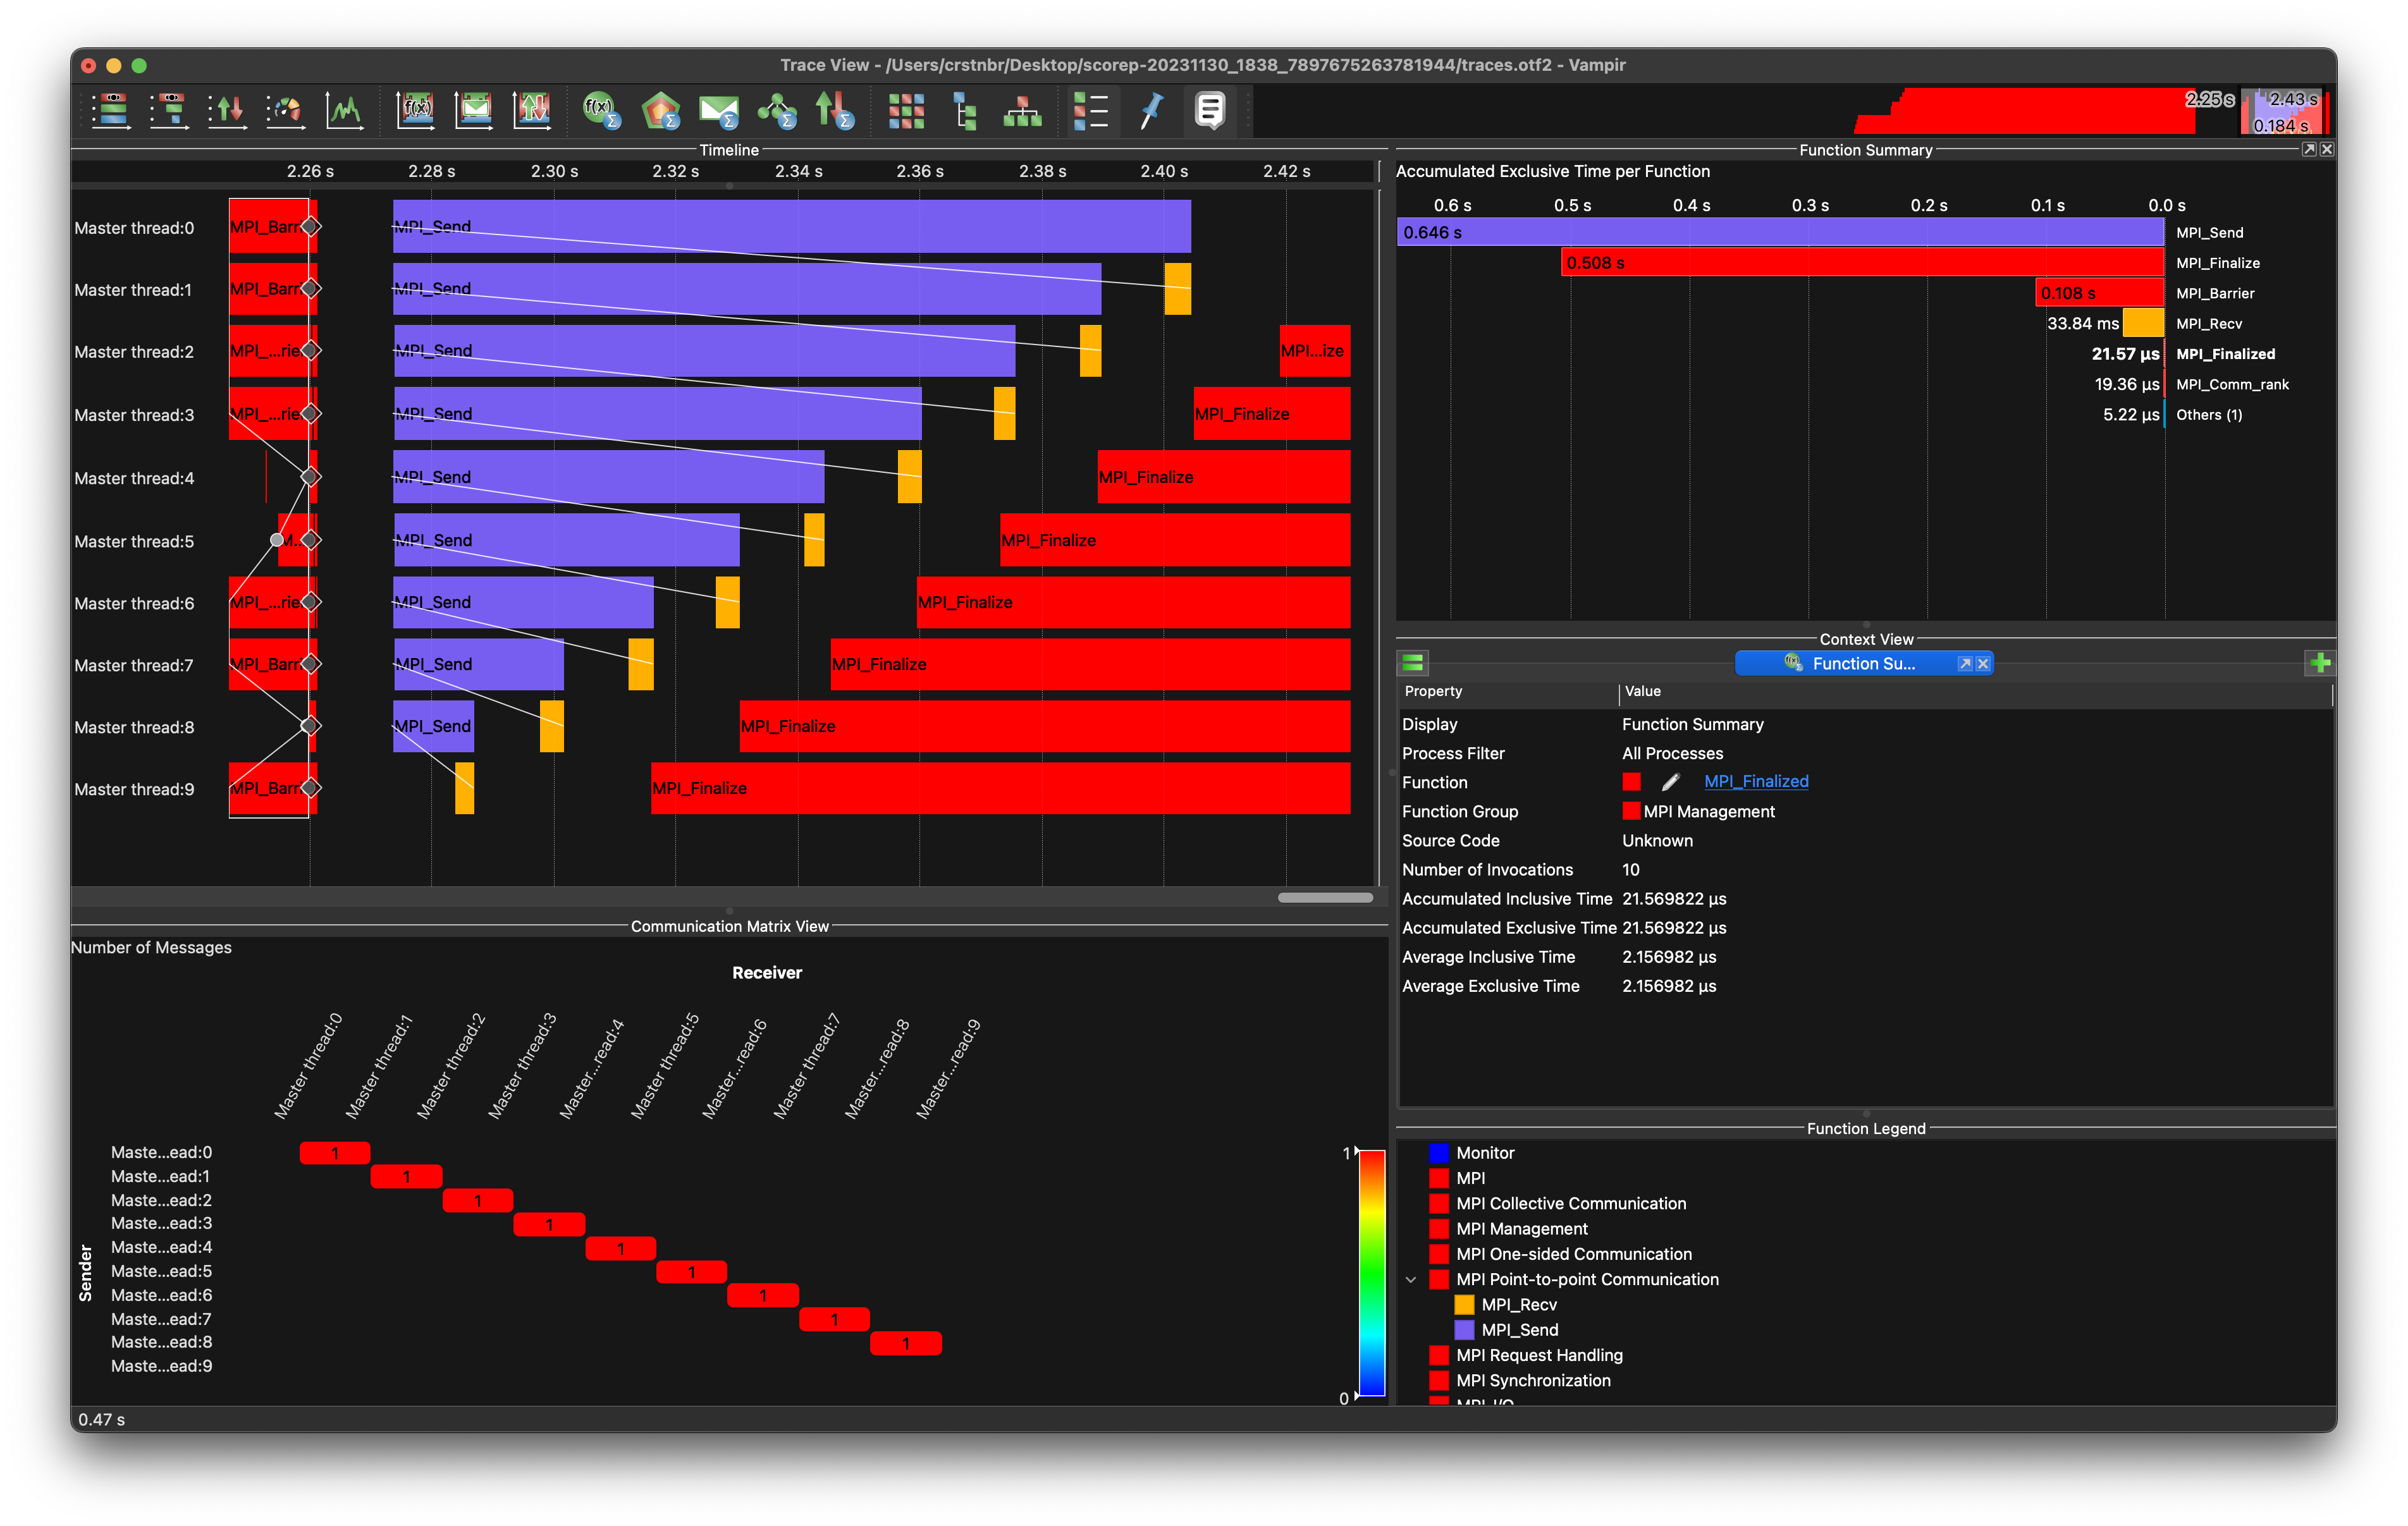 Trace View - /Users/crstnbr/Desktop/scorep-20231130_1838_7897675263781944/traces.otf2 - Vampir
2.25 s
2.43 s
0.184 s
Timeline
2.26 s 2.28 s 2.30 s 2.32 s 2.34 s 2.36 s 2.38 s 2.40 s 2.42 s
Master thread:0 MPI_Barr MPI_Send
Master thread:1 MPI_Barr MPI_Send
Master thread:2 MPI_...rie MPI_Send MPI...ize
Master thread:3 MPI_...rie MPI_Send MPI_Finalize
Master thread:4 MPI_Send MPI_Finalize
Master thread:5 M... MPI_Send MPI_Finalize
Master thread:6 MPI_...rie MPI_Send MPI_Finalize
Master thread:7 MPI_Barr MPI_Send MPI_Finalize
Master thread:8 MPI_Send MPI_Finalize
Master thread:9 MPI_Barr MPI_Finalize
Communication Matrix View
Number of Messages
Receiver
Master thread:0
Master thread:1
Master thread:2
Master thread:3
Master...read:4
Master thread:5
Master...read:6
Master thread:7
Master...read:8
Master...read:9
Sender
Maste...ead:0 1
Maste...ead:1 1
Maste...ead:2 1
Maste...ead:3 1
Maste...ead:4 1
Maste...ead:5 1
Maste...ead:6 1
Maste...ead:7 1
Maste...ead:8 1
Maste...ead:9
1
0
0.47 s
Function Summary
Accumulated Exclusive Time per Function
0.6 s 0.5 s 0.4 s 0.3 s 0.2 s 0.1 s 0.0 s
0.646 s MPI_Send
0.508 s MPI_Finalize
0.108 s MPI_Barrier
33.84 ms MPI_Recv
21.57 µs MPI_Finalized
19.36 µs MPI_Comm_rank
5.22 µs Others (1)
Context View
Function Su...
Property Value
Display Function Summary
Process Filter All Processes
Function MPI_Finalized
Function Group MPI Management
Source Code Unknown
Number of Invocations 10
Accumulated Inclusive Time 21.569822 µs
Accumulated Exclusive Time 21.569822 µs
Average Inclusive Time 2.156982 µs
Average Exclusive Time 2.156982 µs
Function Legend
Monitor
MPI
MPI Collective Communication
MPI Management
MPI One-sided Communication
MPI Point-to-point Communication
MPI_Recv
MPI_Send
MPI Request Handling
MPI Synchronization
MPI I/O